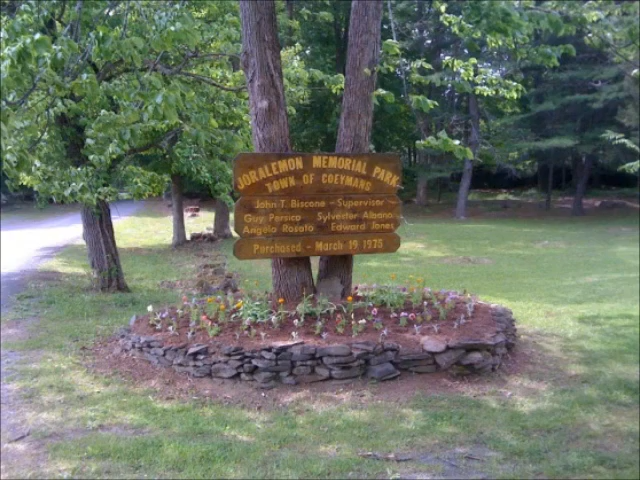 JORALEMON MEMORIAL PARK
TOWN OF COEYMANS
John T. Biscone - Supervisor
Guy Persico Sylvester Albano
Angelo Rosato Edward Jones
Purchased - March 19 1975